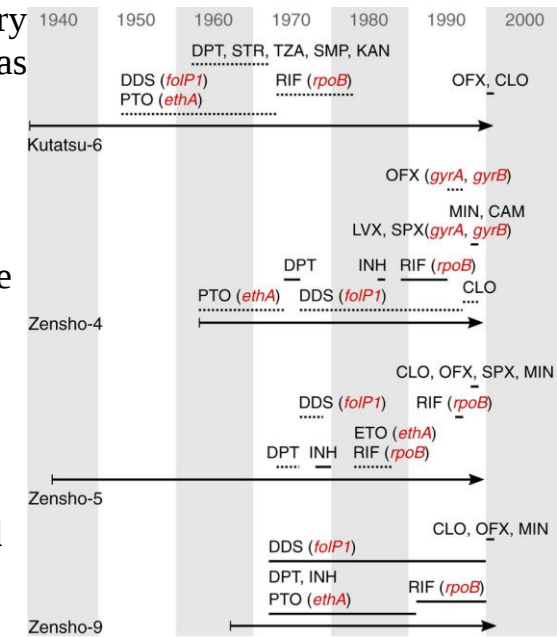 ry
as
e
l
1940 1950 1960 1970 1980 1990 2000
DPT, STR, TZA, SMP, KAN
DDS (folP1) RIF (rpoB) OFX, CLO
PTO (ethA)
Kutatsu-6
OFX (gyrA, gyrB)
MIN, CAM
LVX, SPX(gyrA, gyrB)
DPT INH RIF (rpoB)
PTO (ethA) DDS (folP1) CLO
Zensho-4
CLO, OFX, SPX, MIN
DDS (folP1) RIF (rpoB)
ETO (ethA)
DPT INH RIF (rpoB)
Zensho-5
CLO, OFX, MIN
DDS (folP1)
DPT, INH
PTO (ethA) RIF (rpoB)
Zensho-9